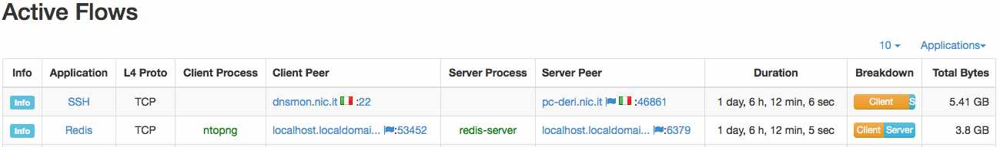 Active Flows
10 Applications
Info Application L4 Proto Client Process Client Peer Server Process Server Peer Duration Breakdown Total Bytes
Info SSH TCP dnsmon.nic.it :22 pc-deri.nic.it :46861 1 day, 6 h, 12 min, 6 sec Client S 5.41 GB
Info Redis TCP ntopng localhost.localdomai... :53452 redis-server localhost.localdomai... :6379 1 day, 6 h, 12 min, 5 sec Client Server 3.8 GB